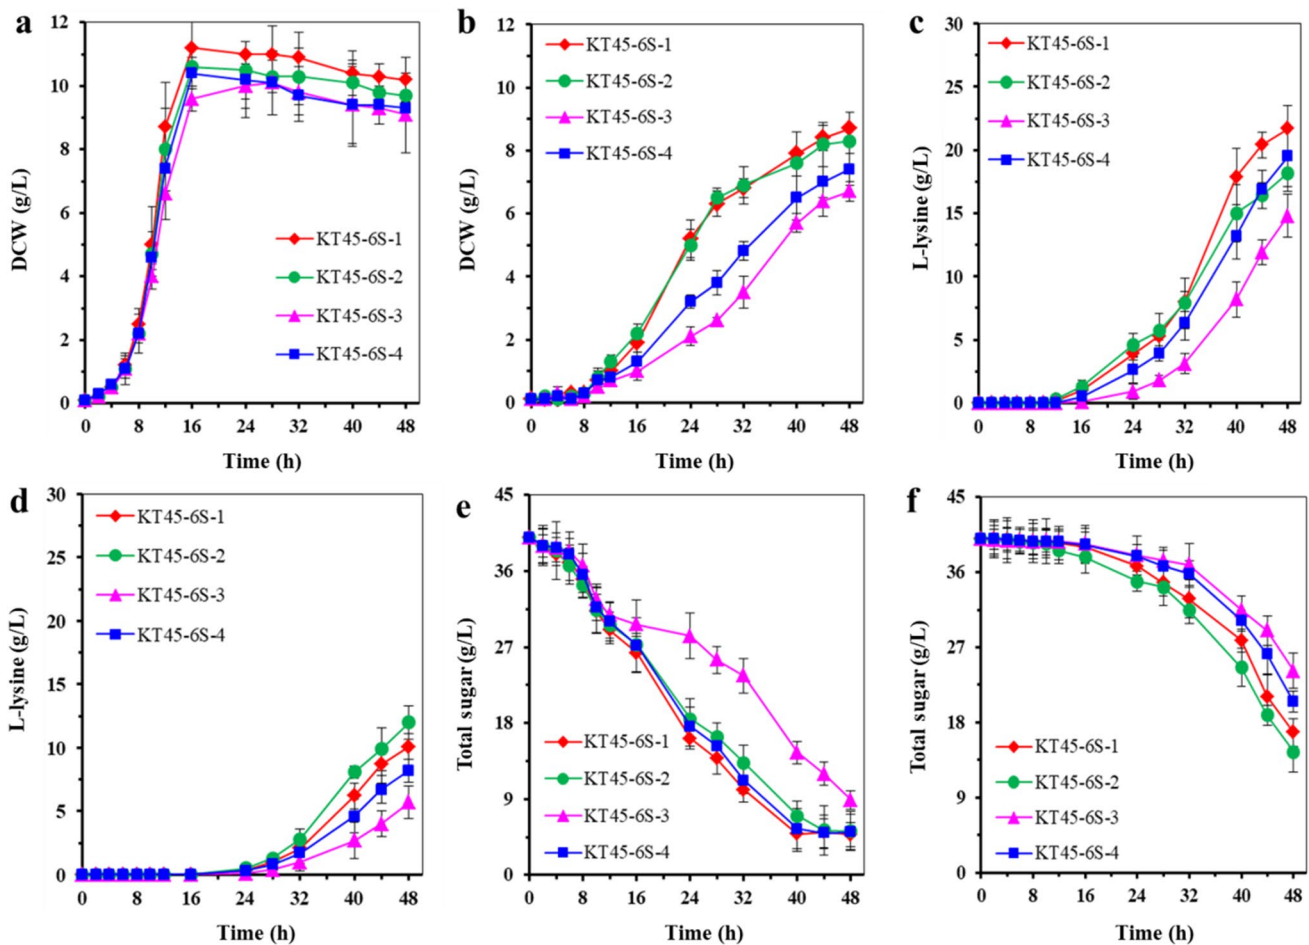 a
12
10
8
6
4
2
0
DCW (g/L)
KT45-6S-1
KT45-6S-2
KT45-6S-3
KT45-6S-4
0 8 16 24 32 40 48
Time (h)
b
12
10
8
6
4
2
0
DCW (g/L)
KT45-6S-1
KT45-6S-2
KT45-6S-3
KT45-6S-4
0 8 16 24 32 40 48
Time (h)
c
30
25
20
15
10
5
0
L-lysine (g/L)
KT45-6S-1
KT45-6S-2
KT45-6S-3
KT45-6S-4
0 8 16 24 32 40 48
Time (h)
d
30
25
20
15
10
5
0
L-lysine (g/L)
KT45-6S-1
KT45-6S-2
KT45-6S-3
KT45-6S-4
0 8 16 24 32 40 48
Time (h)
e
45
36
27
18
9
0
Total sugar (g/L)
KT45-6S-1
KT45-6S-2
KT45-6S-3
KT45-6S-4
0 8 16 24 32 40 48
Time (h)
f
45
36
27
18
9
0
Total sugar (g/L)
KT45-6S-1
KT45-6S-2
KT45-6S-3
KT45-6S-4
0 8 16 24 32 40 48
Time (h)